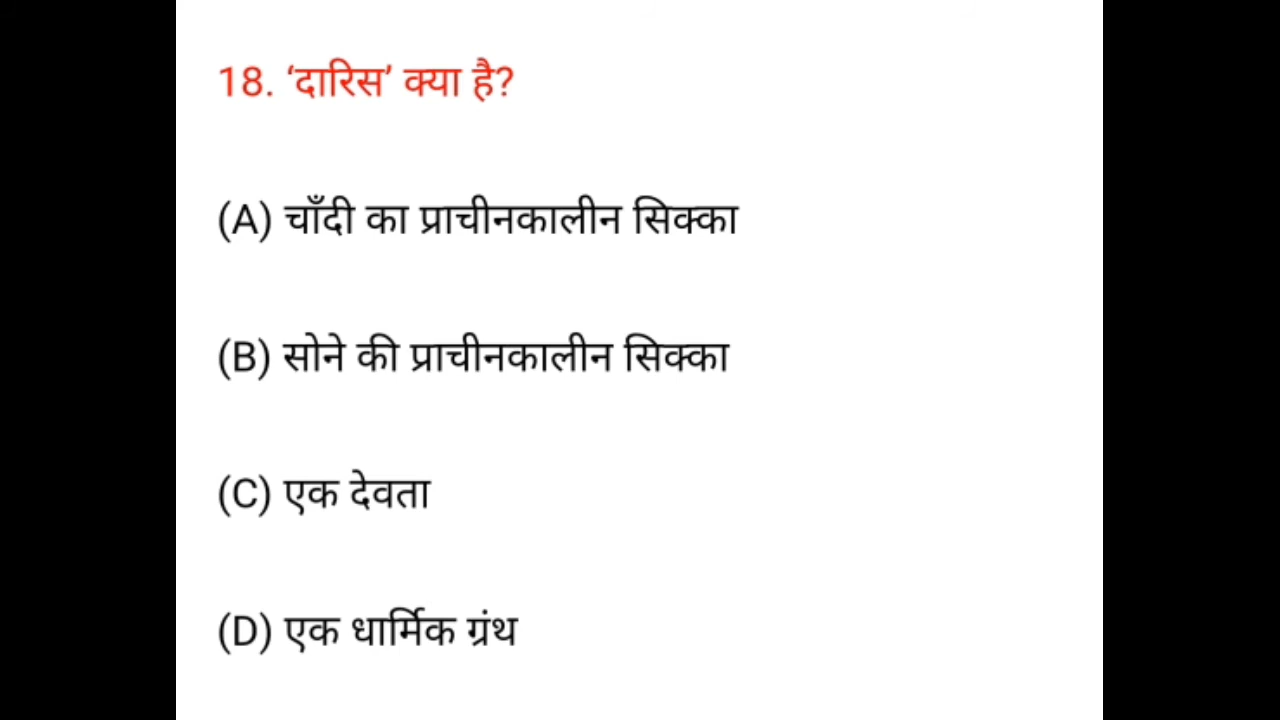 18. ‘दारिस’ क्या है?
(A) चाँदी का प्राचीनकालीन सिक्का
(B) सोने की प्राचीनकालीन सिक्का
(C) एक देवता
(D) एक धार्मिक ग्रंथ